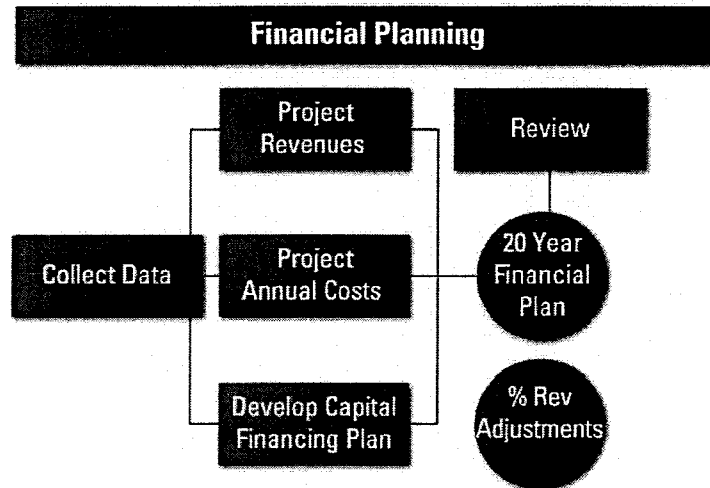 Financial Planning
Project
Revenues
Review
Collect Data
Project
Annual Costs
20 Year
Financial
Plan
Develop Capital
Financing Plan
% Rev
Adjustments